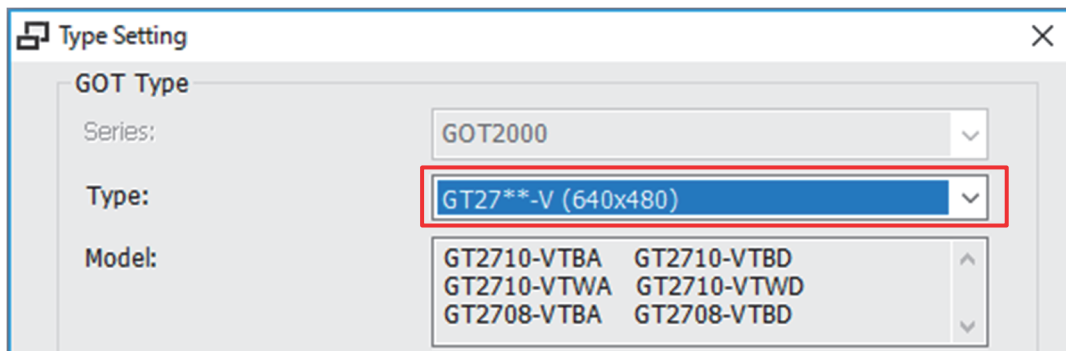 Type Setting
GOT Type
Series: GOT2000
Type: GT27**-V (640x480)
Model: GT2710-VTBA GT2710-VTBD
GT2710-VTWA GT2710-VTWD
GT2708-VTBA GT2708-VTBD